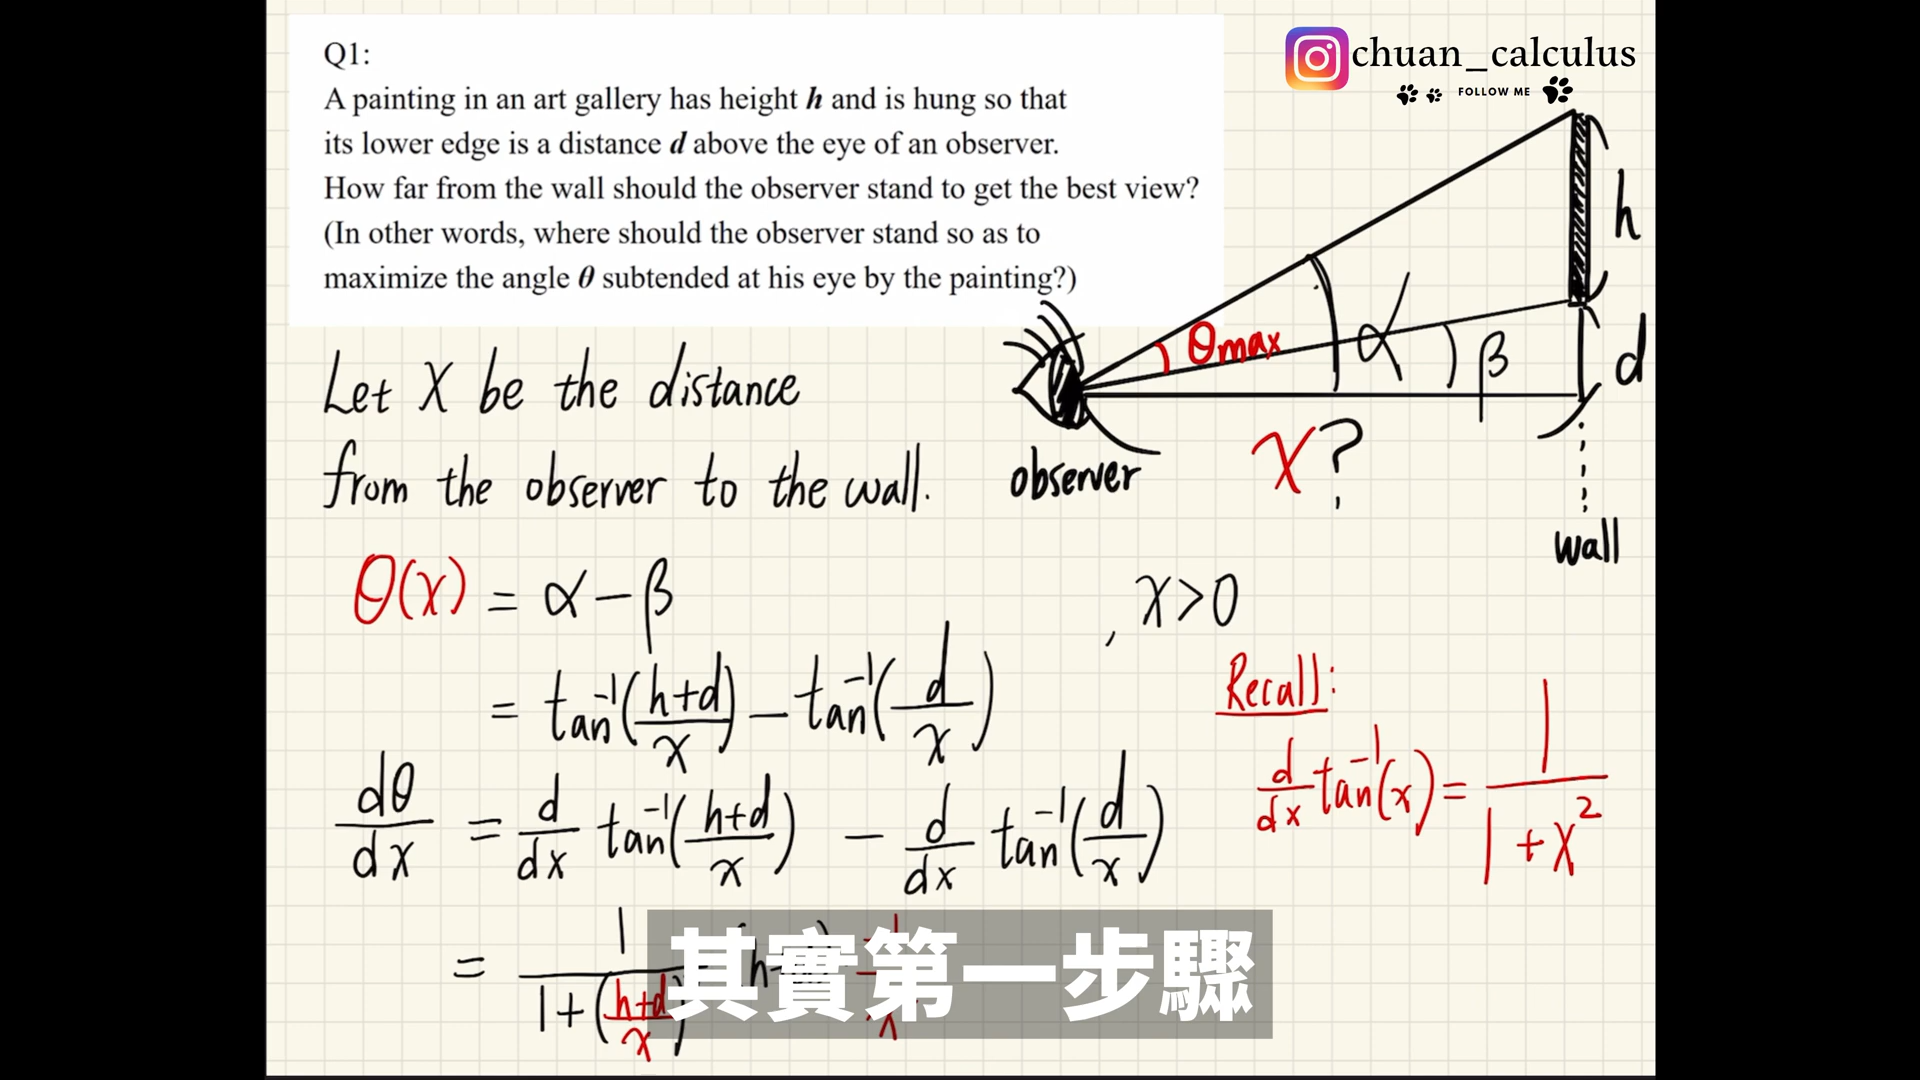 Q1:
A painting in an art gallery has height h and is hung so that
its lower edge is a distance d above the eye of an observer.
How far from the wall should the observer stand to get the best view?
(In other words, where should the observer stand so as to
maximize the angle θ subtended at his eye by the painting?)
chuan_calculus
FOLLOW ME
h
θmax
α
β
d
x?
observer
wall
Let x be the distance
from the observer to the wall.
θ(x) = α - β , x>0
= tan⁻¹((h+d)/x) - tan⁻¹(d/x)
Recall:
d/dx tan⁻¹(x) = 1/(1+x²)
dθ/dx = d/dx tan⁻¹((h+d)/x) - d/dx tan⁻¹(d/x)
= 1/(1+((h+d)/x)
其實第一步驟